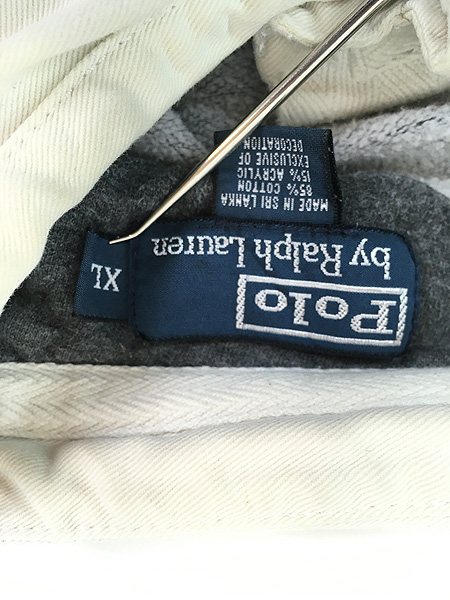 Polo
by Ralph Lauren
XL
MADE IN SRI LANKA
85% COTTON
15% ACRYLIC
EXCLUSIVE OF
DECORATION